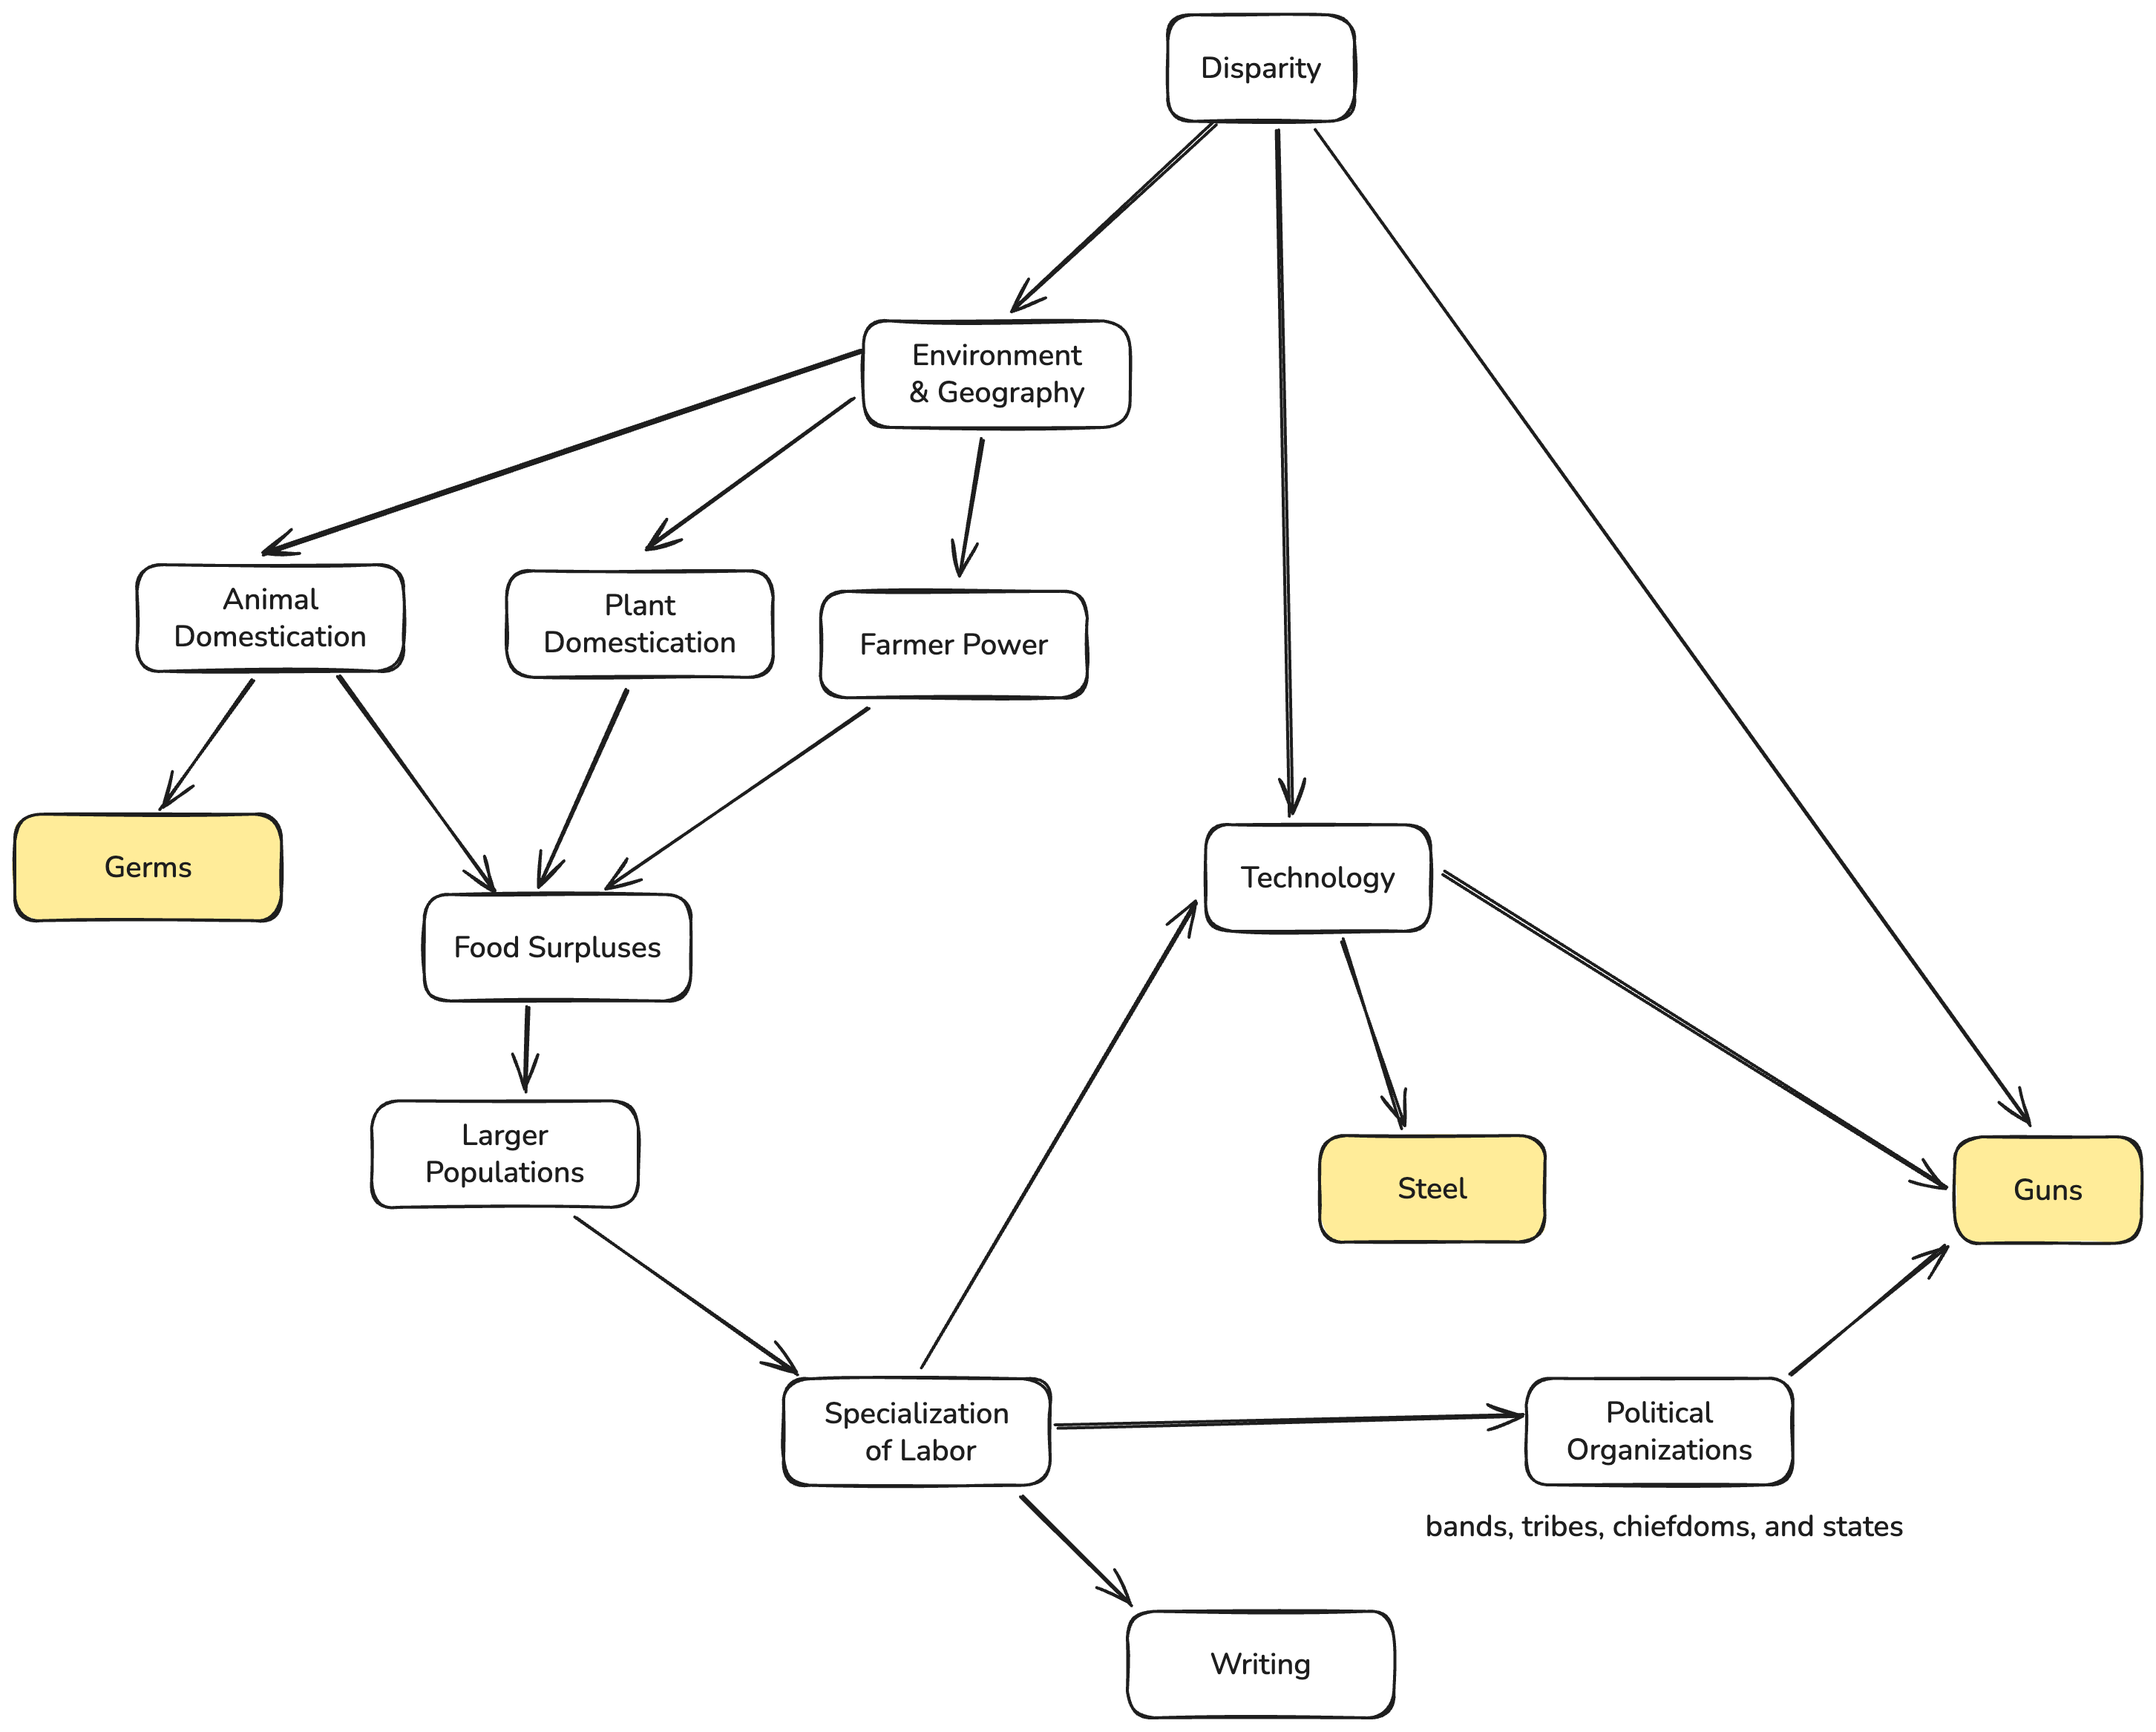 Disparity
Environment
& Geography
Animal
Domestication
Plant
Domestication
Farmer Power
Germs
Technology
Food Surpluses
Larger
Populations
Steel
Guns
Specialization
of Labor
Political
Organizations
bands, tribes, chiefdoms, and states
Writing